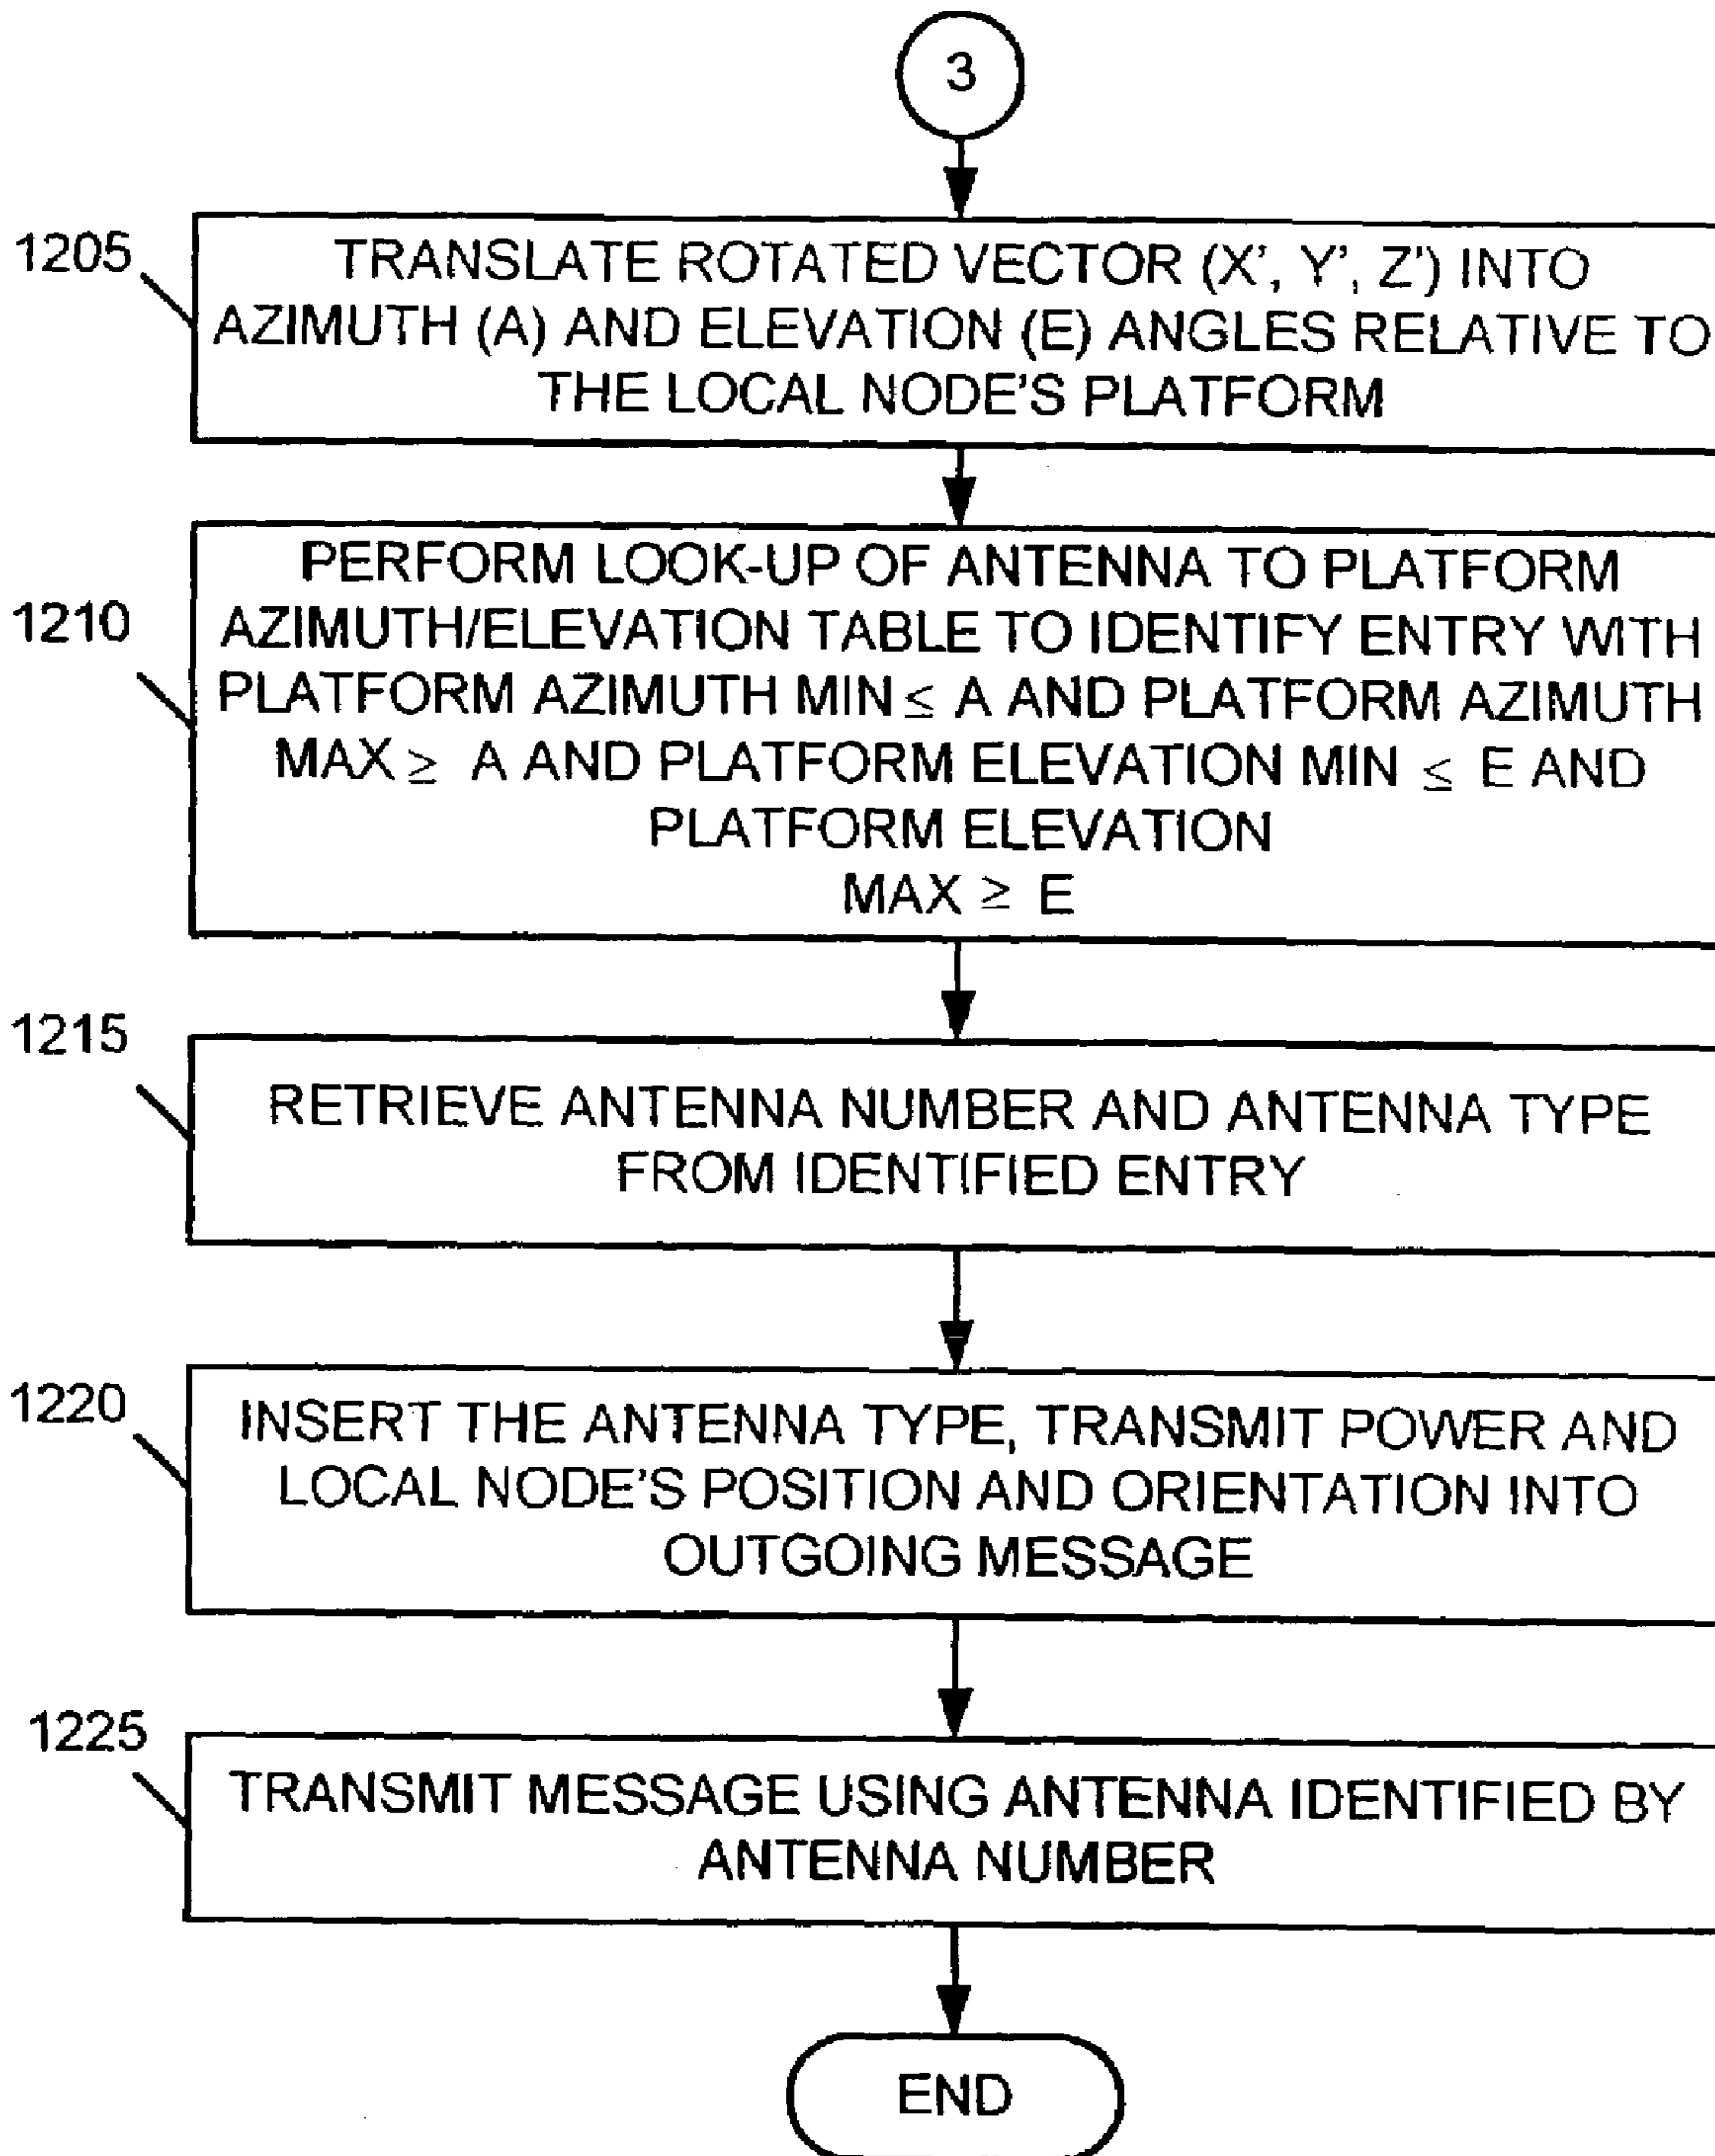 3
1205
TRANSLATE ROTATED VECTOR (X', Y', Z') INTO
AZIMUTH (A) AND ELEVATION (E) ANGLES RELATIVE TO
THE LOCAL NODE'S PLATFORM
1210
PERFORM LOOK-UP OF ANTENNA TO PLATFORM
AZIMUTH/ELEVATION TABLE TO IDENTIFY ENTRY WITH
PLATFORM AZIMUTH MIN ≤ A AND PLATFORM AZIMUTH
MAX ≥ A AND PLATFORM ELEVATION MIN ≤ E AND
PLATFORM ELEVATION
MAX ≥ E
1215
RETRIEVE ANTENNA NUMBER AND ANTENNA TYPE
FROM IDENTIFIED ENTRY
1220
INSERT THE ANTENNA TYPE, TRANSMIT POWER AND
LOCAL NODE'S POSITION AND ORIENTATION INTO
OUTGOING MESSAGE
1225
TRANSMIT MESSAGE USING ANTENNA IDENTIFIED BY
ANTENNA NUMBER
END